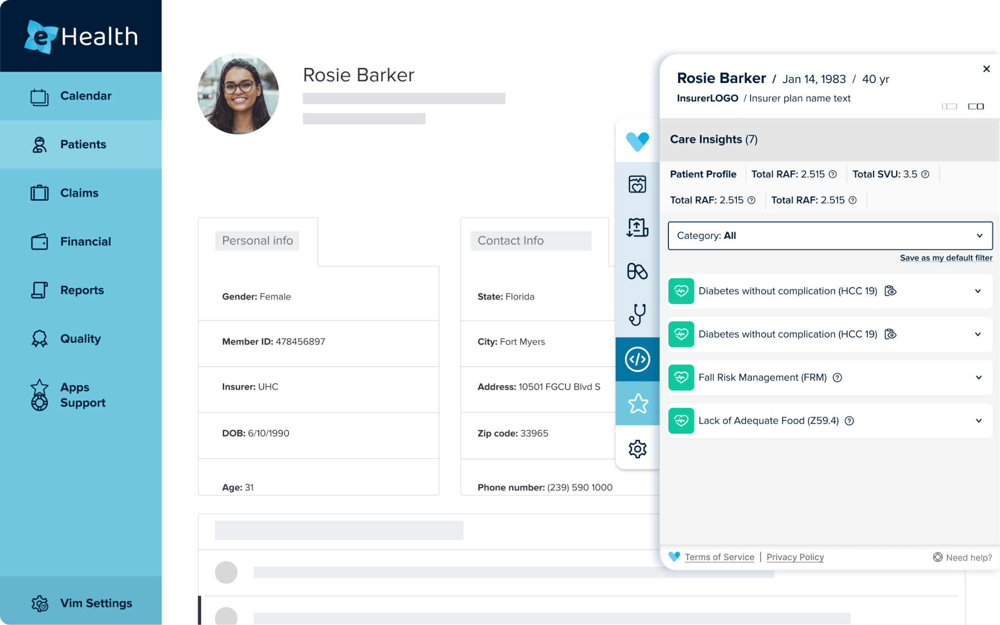 eHealth
Calendar
Patients
Claims
Financial
Reports
Quality
Apps
Support
Vim Settings
Rosie Barker
Personal info
Gender: Female
Member ID: 478456897
Insurer: UHC
DOB: 6/10/1990
Age: 31
Contact Info
State: Florida
City: Fort Myers
Address: 10501 FGCU Blvd S
Zip code: 33965
Phone number: (239) 590 1000
Rosie Barker / Jan 14, 1983 / 40 yr
InsurerLOGO / Insurer plan name text
Care Insights (7)
Patient Profile Total RAF: 2.515 Total SVU: 3.5
Total RAF: 2.515 Total RAF: 2.515
Category: All
Save as my default filter
Diabetes without complication (HCC 19)
Diabetes without complication (HCC 19)
Fall Risk Management (FRM)
Lack of Adequate Food (Z59.4)
Terms of Service | Privacy Policy
Need help?